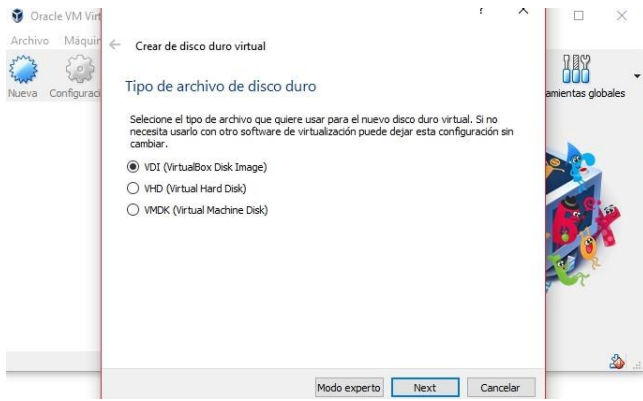 Oracle VM Virt
Archivo Máquin
Nueva Configuraci
Crear de disco duro virtual
Tipo de archivo de disco duro
Selecione el tipo de archivo que quiere usar para el nuevo disco duro virtual. Si no
necesita usarlo con otro software de virtualización puede dejar esta configuración sin
cambiar.
VDI (VirtualBox Disk Image)
VHD (Virtual Hard Disk)
VMDK (Virtual Machine Disk)
Modo experto Next Cancelar
amientas globales